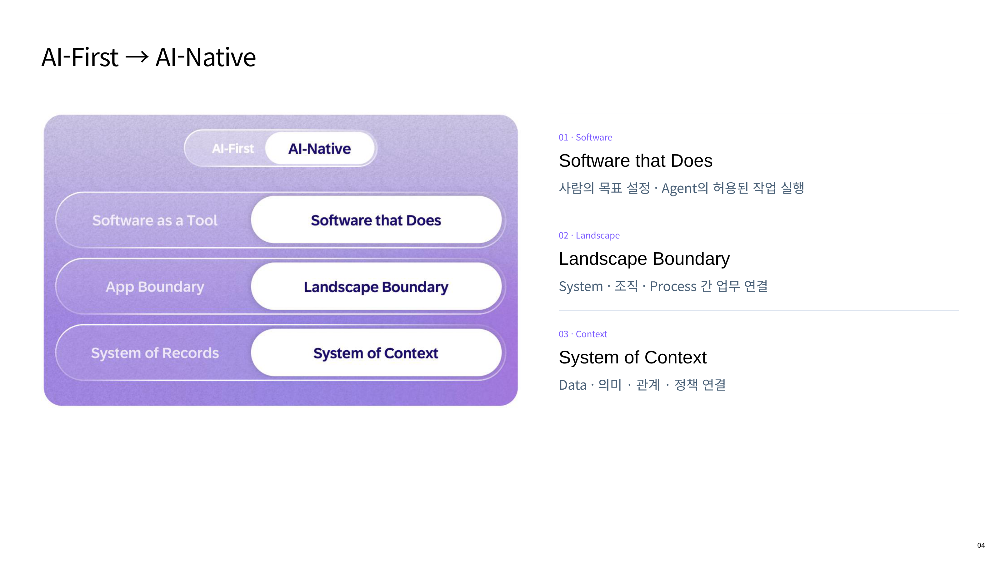 AI-First → AI-Native
AI-First AI-Native
Software as a Tool Software that Does
App Boundary Landscape Boundary
System of Records System of Context
01 · Software
Software that Does
사람의 목표 설정 · Agent의 허용된 작업 실행
02 · Landscape
Landscape Boundary
System · 조직 · Process 간 업무 연결
03 · Context
System of Context
Data · 의미 · 관계 · 정책 연결
04